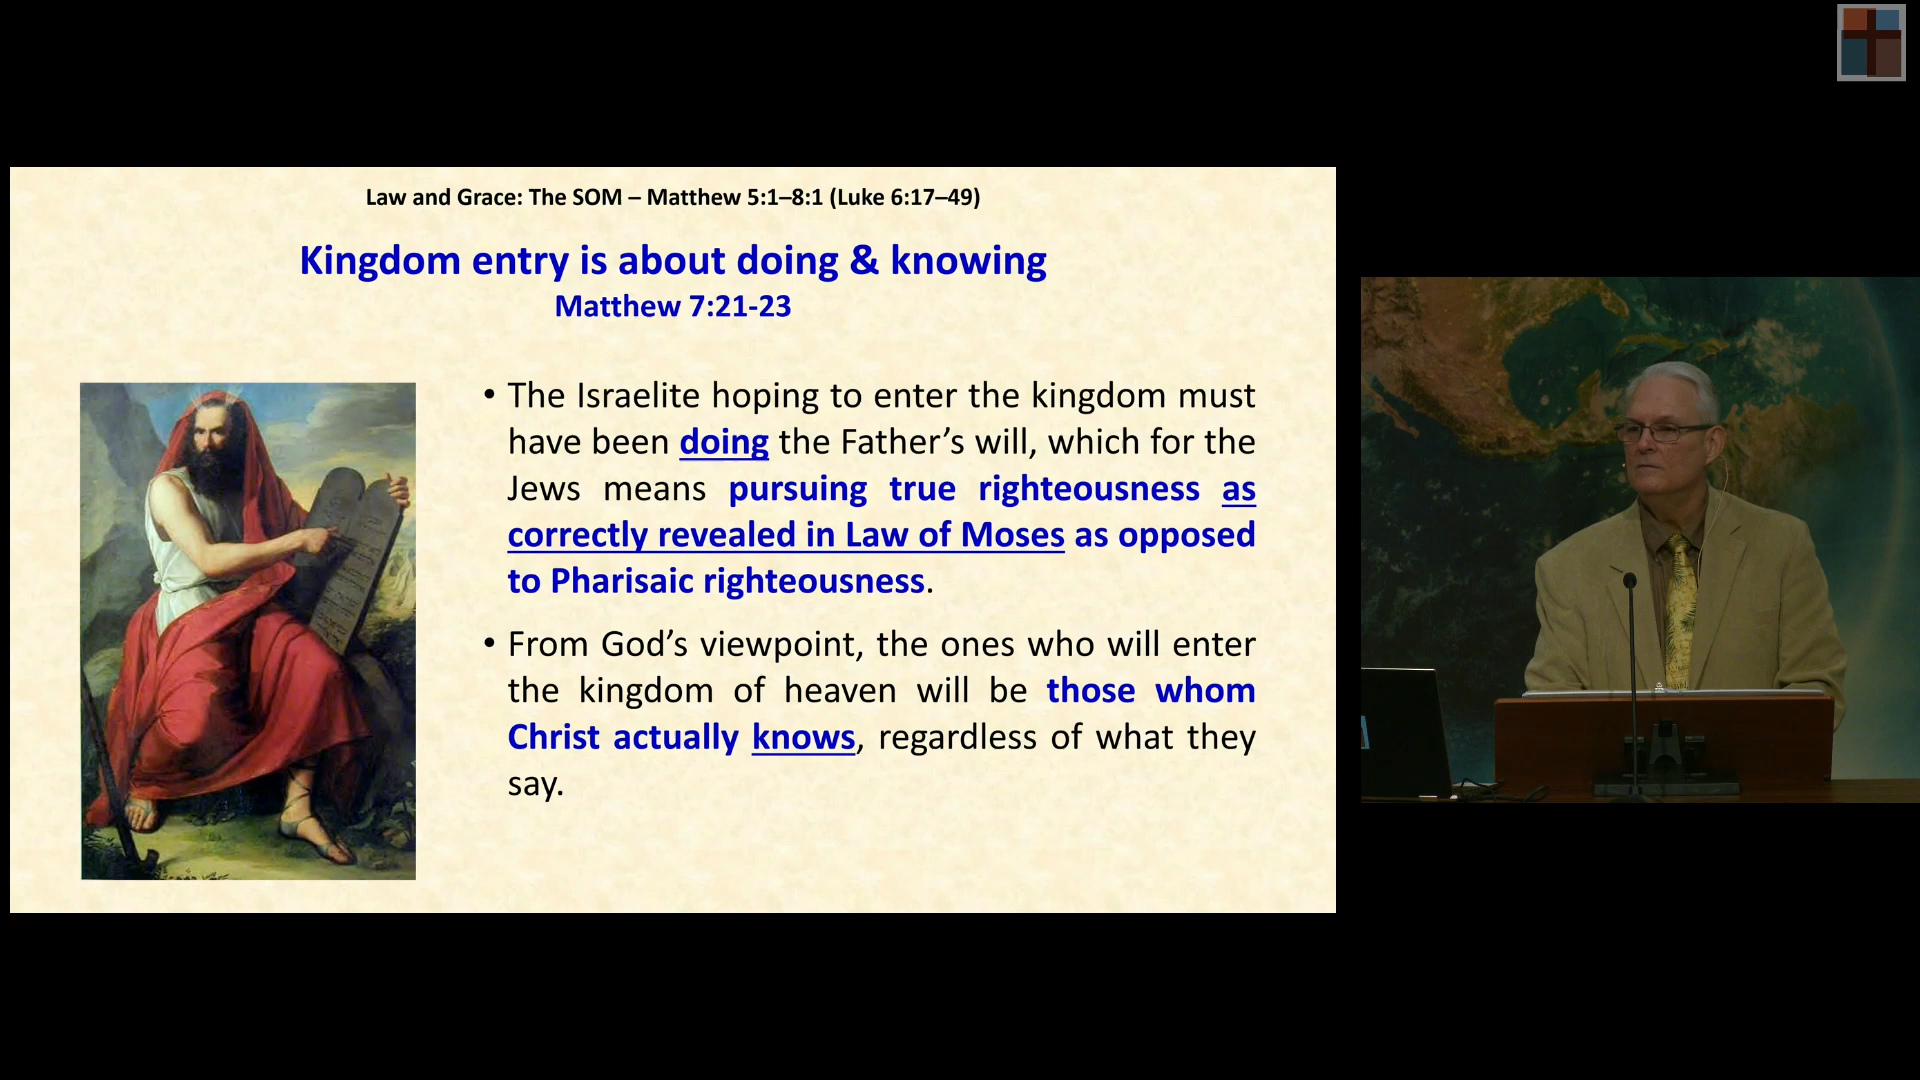 Law and Grace: The SOM – Matthew 5:1–8:1 (Luke 6:17–49)
Kingdom entry is about doing & knowing
Matthew 7:21-23
• The Israelite hoping to enter the kingdom must
have been doing the Father’s will, which for the
Jews means pursuing true righteousness as
correctly revealed in Law of Moses as opposed
to Pharisaic righteousness.
• From God’s viewpoint, the ones who will enter
the kingdom of heaven will be those whom
Christ actually knows, regardless of what they
say.